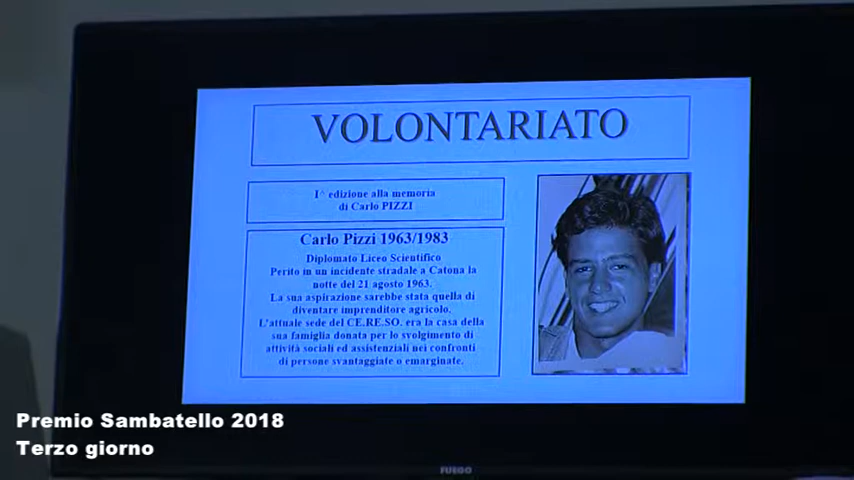 VOLONTARIATO
I^ edizione alla memoria
di Carlo PIZZI
Carlo Pizzi 1963/1983
Diplomato Liceo Scientifico
Perito in un incidente stradale a Catona la
notte del 21 agosto 1963.
La sua aspirazione sarebbe stata quella di
diventare imprenditore agricolo.
L'attuale sede del CE.RE.SO. era la casa della
sua famiglia donata per lo svolgimento di
attività sociali ed assistenziali nei confronti
di persone svantaggiate o emarginate.
Premio Sambatello 2018
Terzo giorno
FUEGO